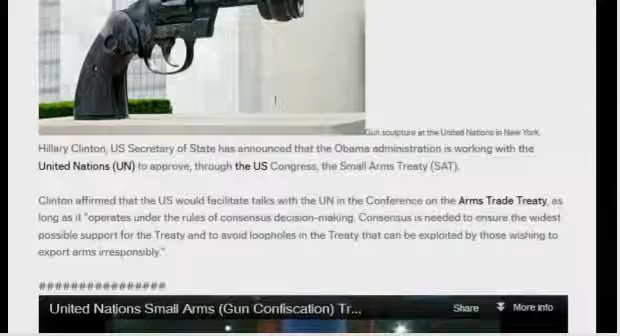 Gun sculpture at the United Nations in New York.
Hillary Clinton, US Secretary of State has announced that the Obama administration is working with the
United Nations (UN) to approve, through the US Congress, the Small Arms Treaty (SAT).
Clinton affirmed that the US would facilitate talks with the UN in the Conference on the Arms Trade Treaty, as
long as it "operates under the rules of consensus decision-making. Consensus is needed to ensure the widest
possible support for the Treaty and to avoid loopholes in the Treaty that can be exploited by those wishing to
export arms irresponsibly."
################
United Nations Small Arms (Gun Confiscation) Tr... Share More info